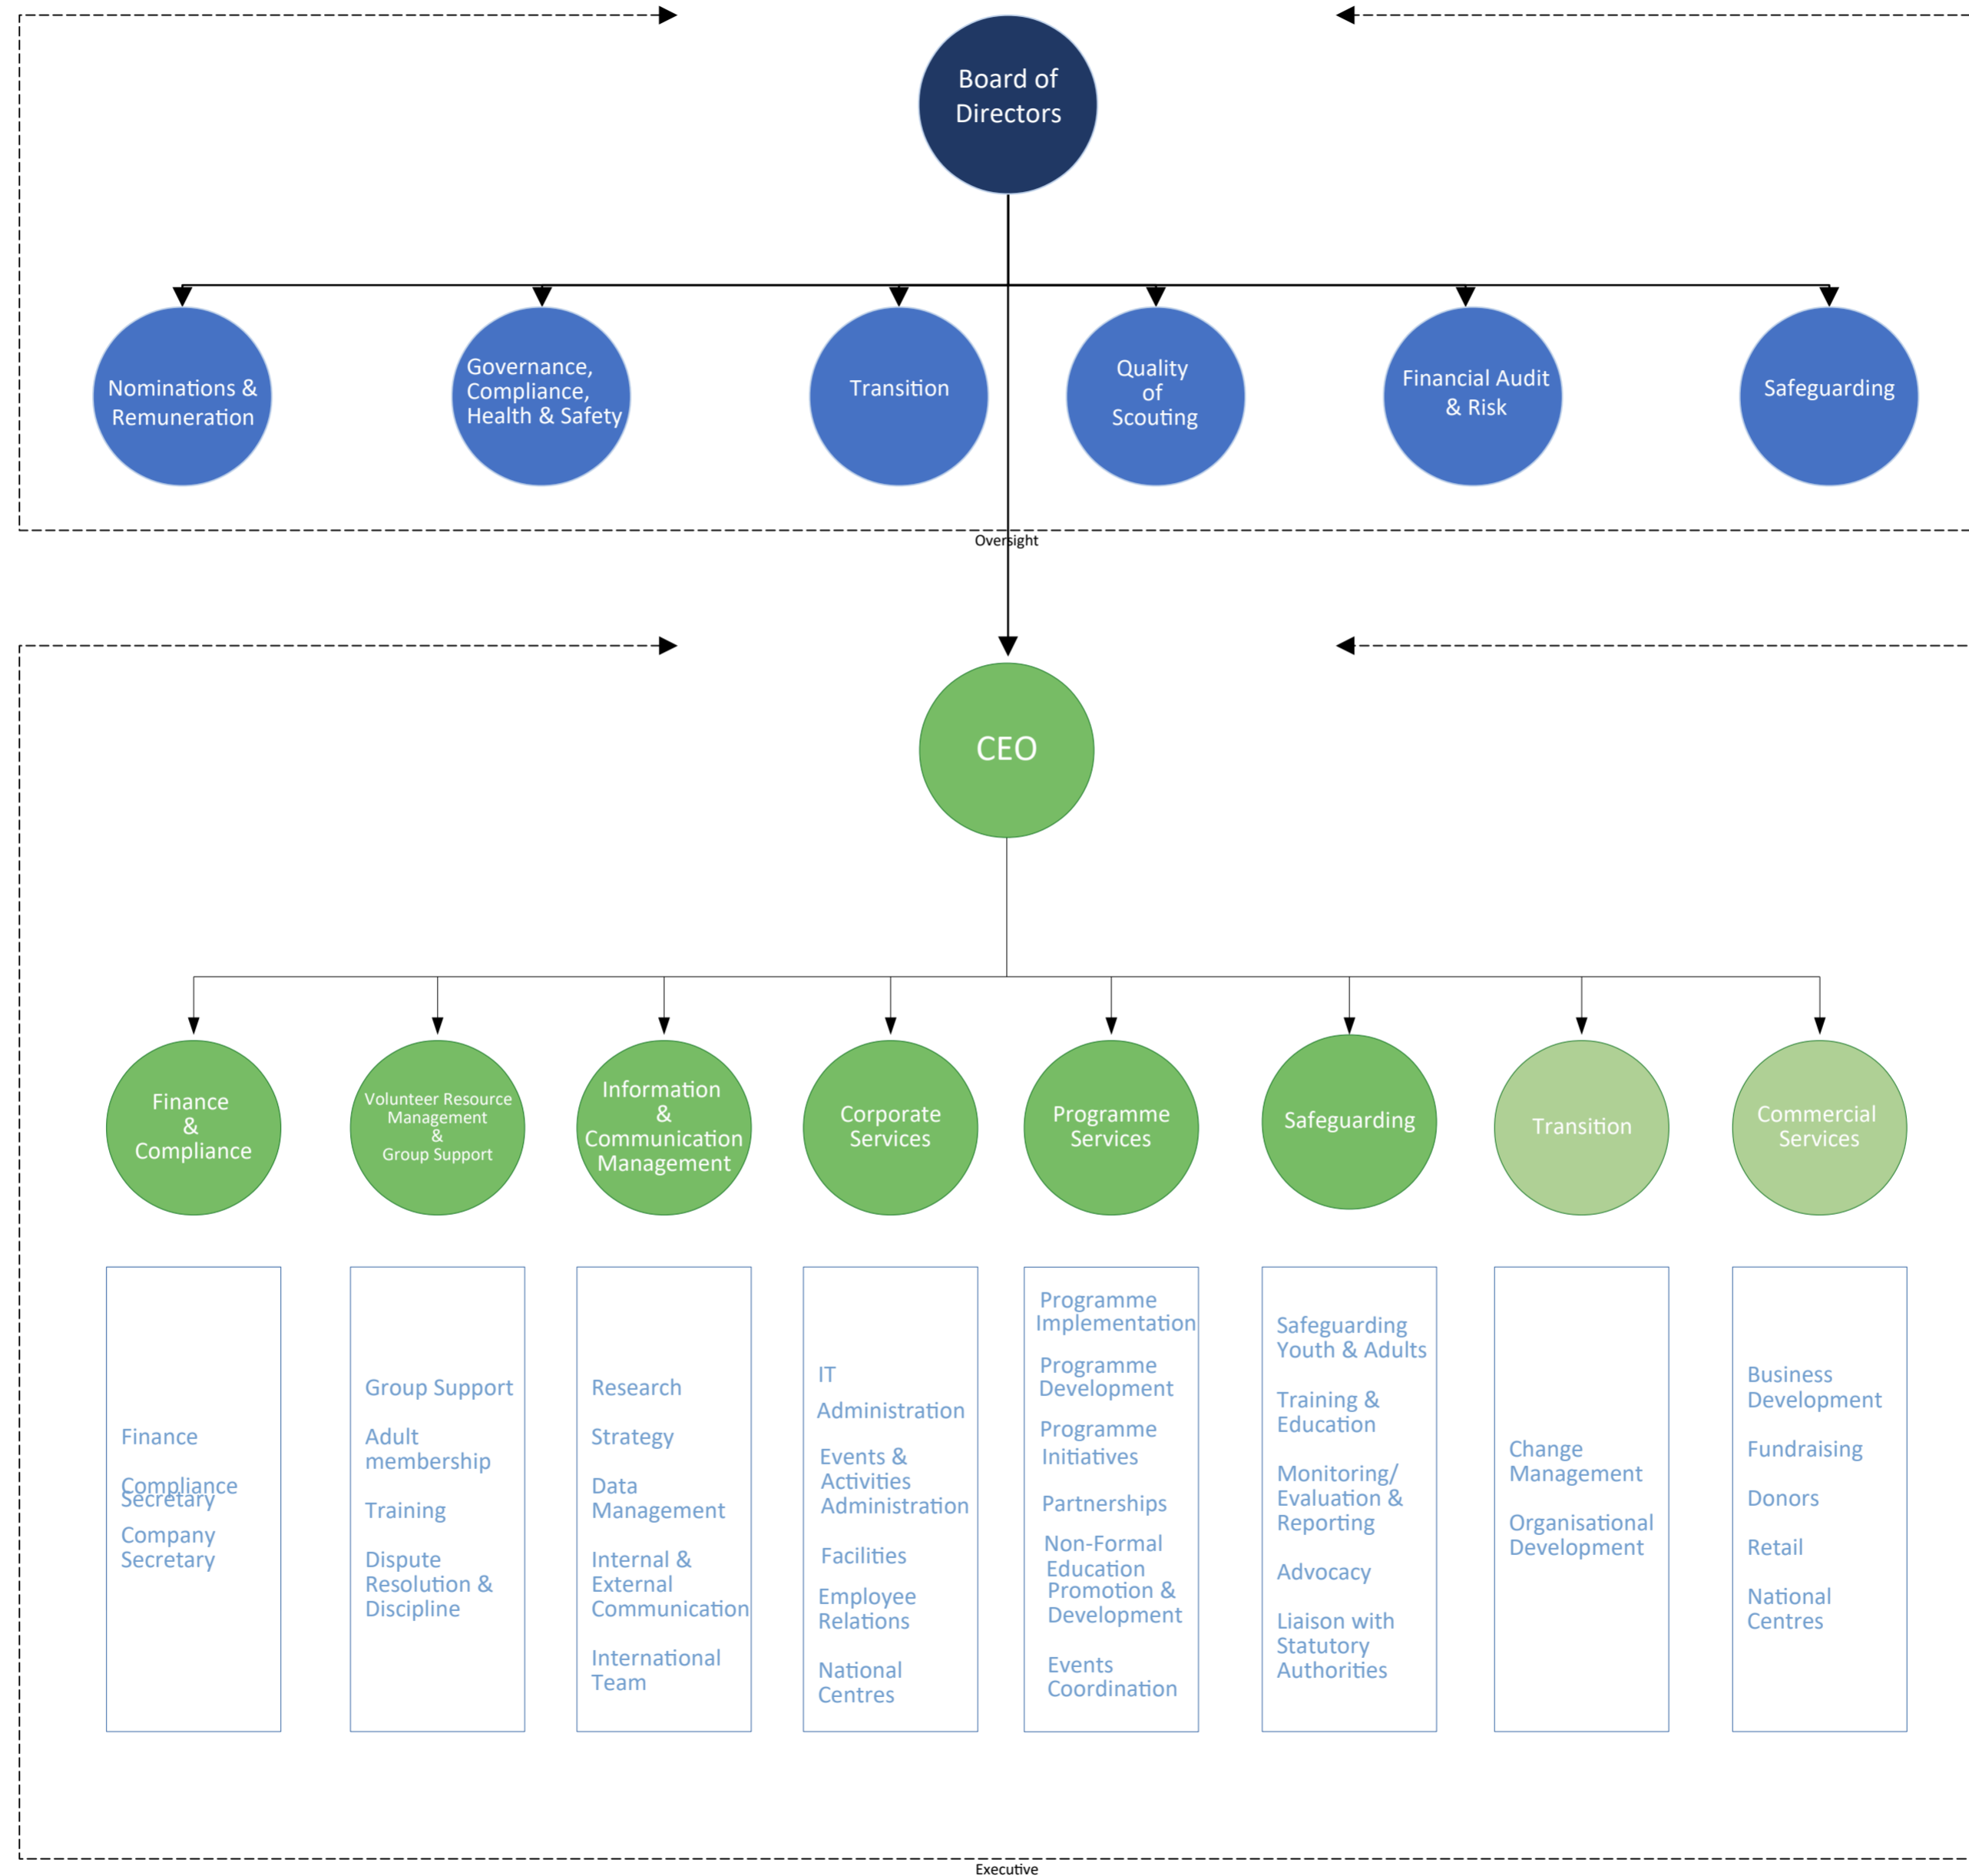 Board of
Directors
Nominations &
Remuneration
Governance,
Compliance,
Health & Safety
Transition
Quality
of
Scouting
Financial Audit
& Risk
Safeguarding
Oversight
CEO
Finance
&
Compliance
Volunteer Resource
Management
&
Group Support
Information
&
Communication
Management
Corporate
Services
Programme
Services
Safeguarding
Transition
Commercial
Services
Finance
Compliance
Secretary
Company
Secretary
Group Support
Adult
membership
Training
Dispute
Resolution &
Discipline
Research
Strategy
Data
Management
Internal &
External
Communication
International
Team
IT
Administration
Events &
Activities
Administration
Facilities
Employee
Relations
National
Centres
Programme
Implementation
Programme
Development
Programme
Initiatives
Partnerships
Non-Formal
Education
Promotion &
Development
Events
Coordination
Safeguarding
Youth & Adults
Training &
Education
Monitoring/
Evaluation &
Reporting
Advocacy
Liaison with
Statutory
Authorities
Change
Management
Organisational
Development
Business
Development
Fundraising
Donors
Retail
National
Centres
Executive